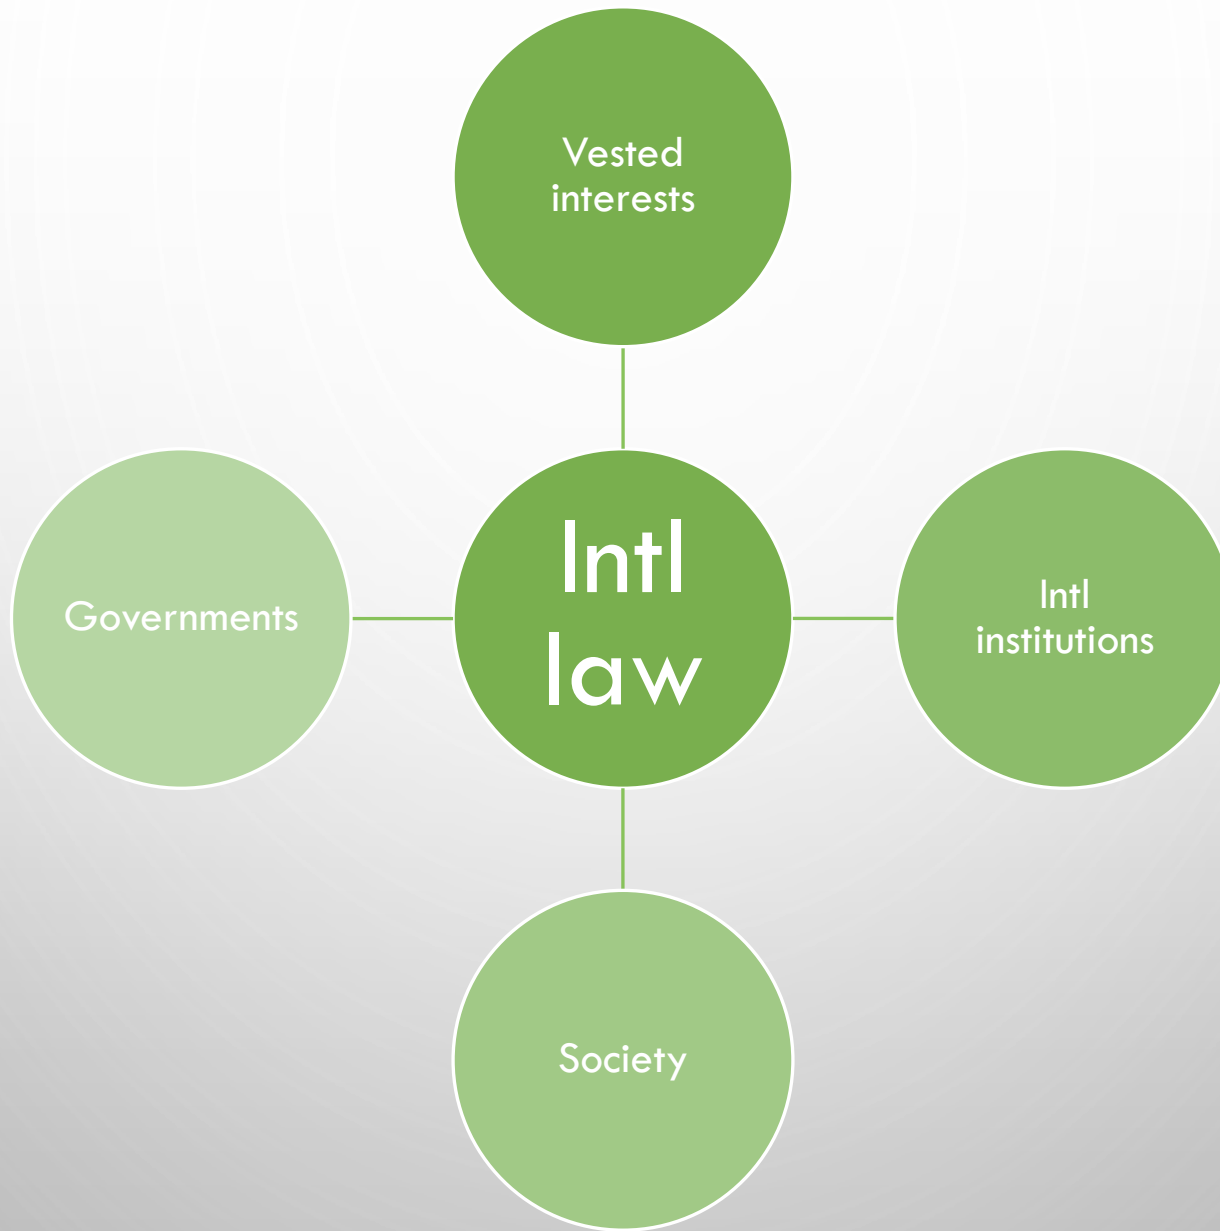 Vested
interests
Governments
Intl
law
Intl
institutions
Society